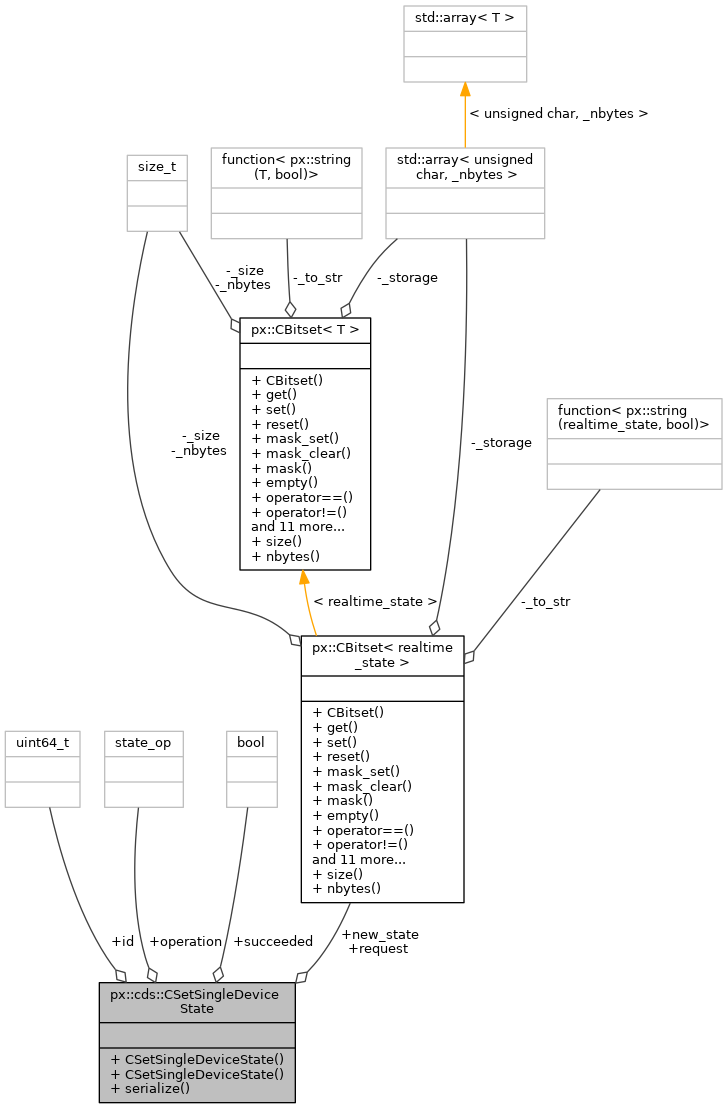 std::array< T >
< unsigned char, _nbytes >
size_t
function< px::string
(T, bool)>
std::array< unsigned
char, _nbytes >
-_size
-_nbytes
-_to_str
-_storage
px::CBitset< T >
+ CBitset()
+ get()
+ set()
+ reset()
+ mask_set()
+ mask_clear()
+ mask()
+ empty()
+ operator==()
+ operator!=()
and 11 more...
+ size()
+ nbytes()
function< px::string
(realtime_state, bool)>
-_size
-_nbytes
-_storage
< realtime_state >
-_to_str
px::CBitset< realtime
_state >
+ CBitset()
+ get()
+ set()
+ reset()
+ mask_set()
+ mask_clear()
+ mask()
+ empty()
+ operator==()
+ operator!=()
and 11 more...
+ size()
+ nbytes()
uint64_t
state_op
bool
+id
+operation
+succeeded
+new_state
+request
px::cds::CSetSingleDevice
State
+ CSetSingleDeviceState()
+ CSetSingleDeviceState()
+ serialize()